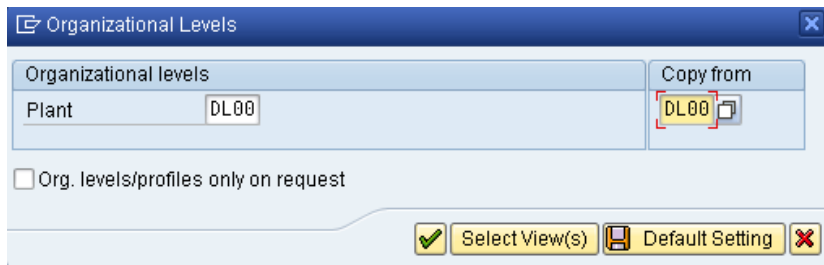 Organizational Levels
Organizational levels Copy from
Plant DL00 DL00
Org. levels/profiles only on request
Select View(s) Default Setting